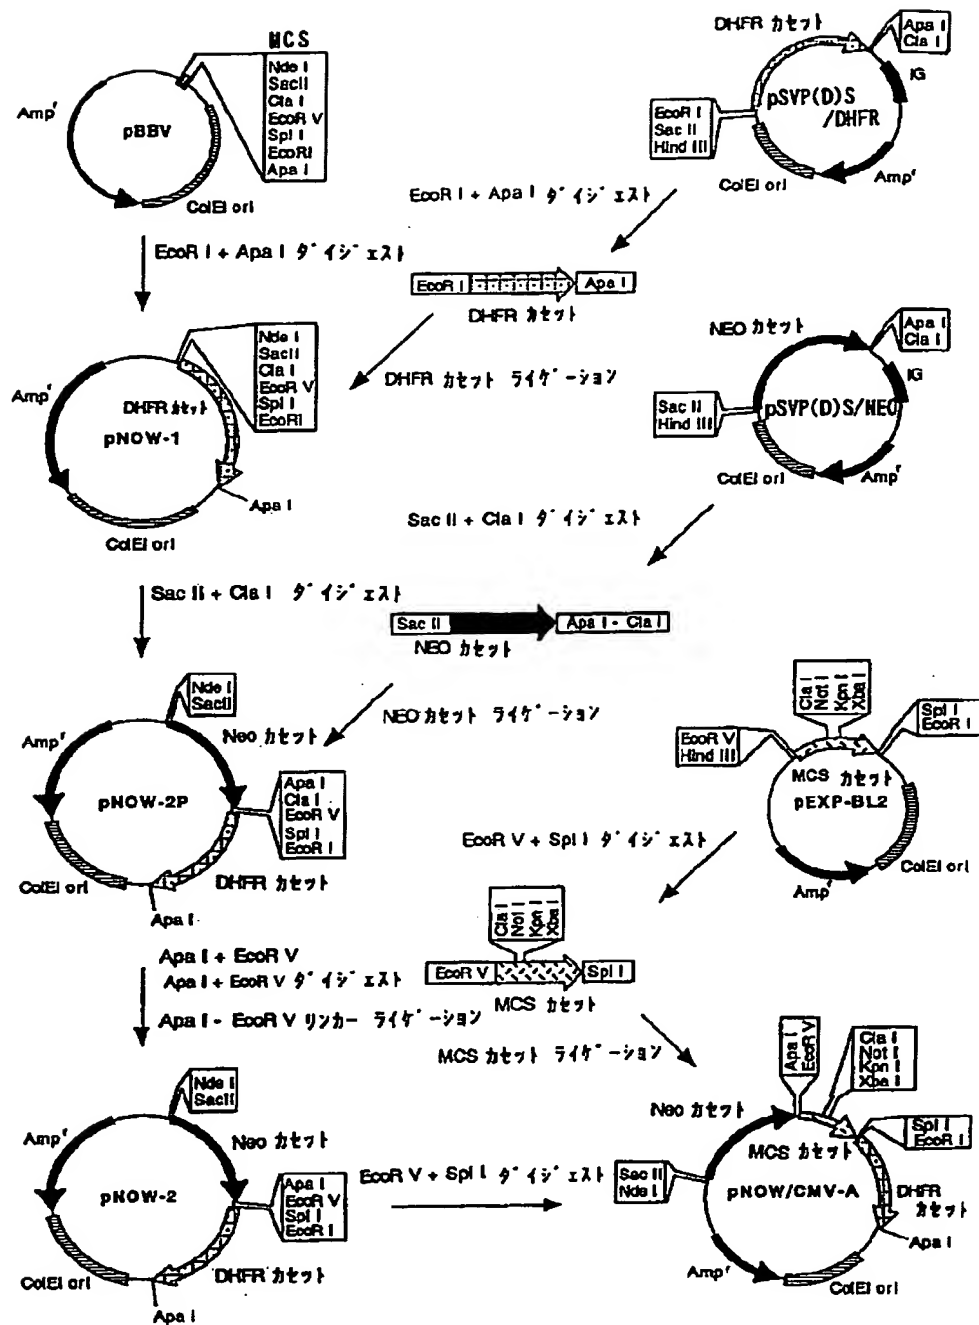 MCS
Nde I
SacII
Cla I
EcoR V
Spl I
EcoRI
Apa I
Ampʳ
pBBV
ColEI ori
DHFR カセット
Apa I
Cla I
IG
pSVP(D)S
/DHFR
EcoR I
Sac II
Hind III
ColEI ori
Ampʳ
EcoR I + Apa I ダイジェスト
EcoR I + Apa I ダイジェスト
EcoR I
Apa I
DHFR カセット
DHFR カセット ライゲーション
Nde I
SacII
Cla I
EcoR V
Spl I
EcoRI
Ampʳ
DHFR カセット
pNOW-1
Apa I
ColEI ori
NEO カセット
Apa I
Cla I
IG
Sac II
Hind III
pSVP(D)S/NEO
ColEI ori
Ampʳ
Sac II + Cla I ダイジェスト
Sac II + Cla I ダイジェスト
Sac II
Apa I - Cla I
NEO カセット
NEO カセット ライゲーション
Nde I
SacII
Ampʳ
Neo カセット
pNOW-2P
Apa I
Cla I
EcoR V
Spl I
EcoR I
ColEI ori
DHFR カセット
Apa I
Cla I
Not I
Kpn I
Xba I
Spl I
EcoR I
EcoR V
Hind III
MCS カセット
pEXP-BL2
ColEI ori
Ampʳ
EcoR V + Spl I ダイジェスト
Cla I
Not I
Kpn I
Xba I
EcoR V
Spl I
MCS カセット
MCS カセット ライゲーション
Apa I + EcoR V
Apa I + EcoR V ダイジェスト
Apa I - EcoR V リンカー ライゲーション
Nde I
SacII
Ampʳ
Neo カセット
pNOW-2
Apa I
EcoR V
Spl I
EcoR I
ColEI ori
DHFR カセット
Apa I
EcoR V + Spl I ダイジェスト
Apa I
EcoR V
Cla I
Not I
Kpn I
Xba I
Neo カセット
MCS カセット
Spl I
EcoR I
Sac II
Nde I
pNOW/CMV-A
DHFR
カセット
Apa I
Ampʳ
ColEI ori